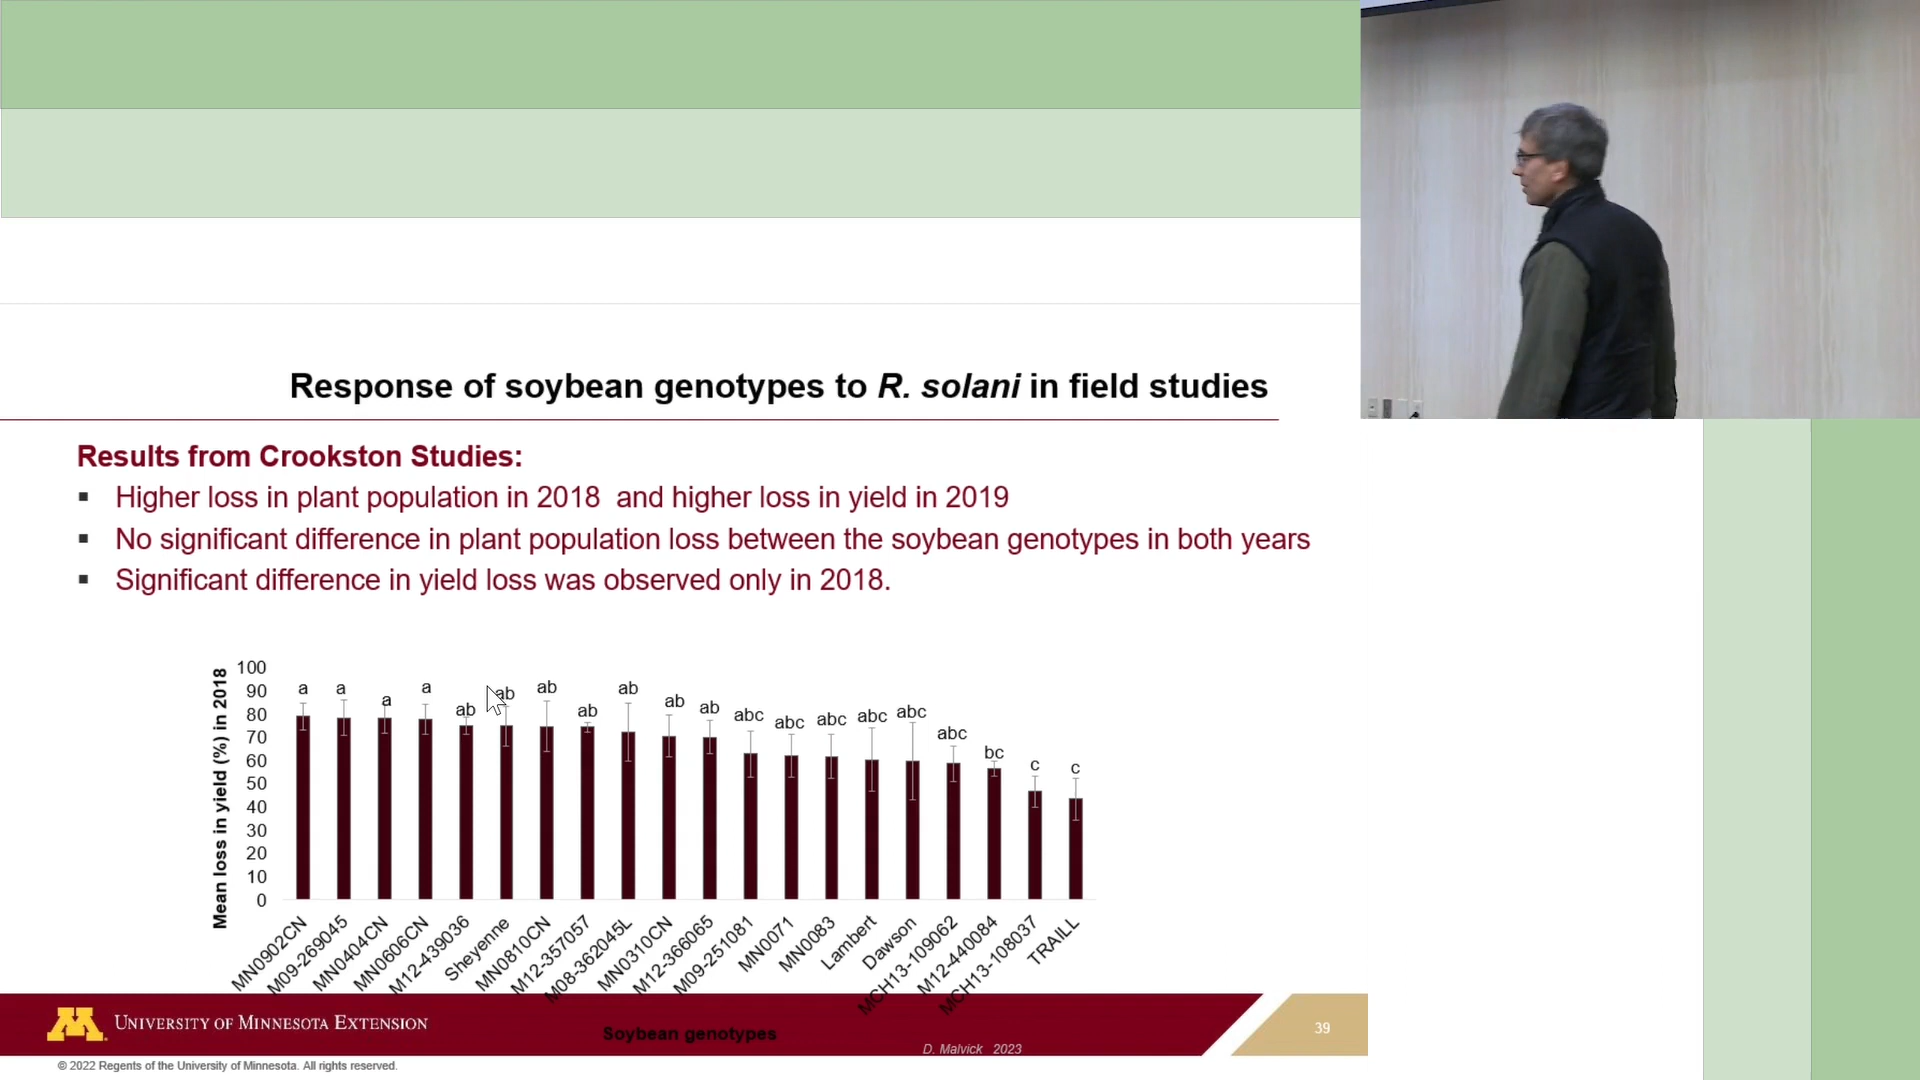 Response of soybean genotypes to R. solani in field studies
Results from Crookston Studies:
▪ Higher loss in plant population in 2018 and higher loss in yield in 2019
▪ No significant difference in plant population loss between the soybean genotypes in both years
▪ Significant difference in yield loss was observed only in 2018.
Mean loss in yield (%) in 2018
100
90
80
70
60
50
40
30
20
10
0
a a a a ab ab ab ab ab ab ab abc abc abc abc abc abc bc c c
MN0902CN
M09-269045
MN0404CN
MN0606CN
M12-439036
Sheyenne
MN0810CN
M12-357057
M08-362045L
MN0310CN
M12-366065
M09-251081
MN0071
MN0083
Lambert
Dawson
MCH13-109062
M12-440084
MCH13-108037
TRAILL
Soybean genotypes
M
UNIVERSITY OF MINNESOTA EXTENSION
D. Malvick 2023
39
© 2022 Regents of the University of Minnesota. All rights reserved.